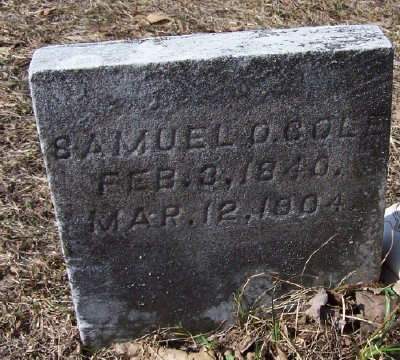 SAMUEL D. COLE
FEB. 3, 1840.
MAR. 12, 1904.